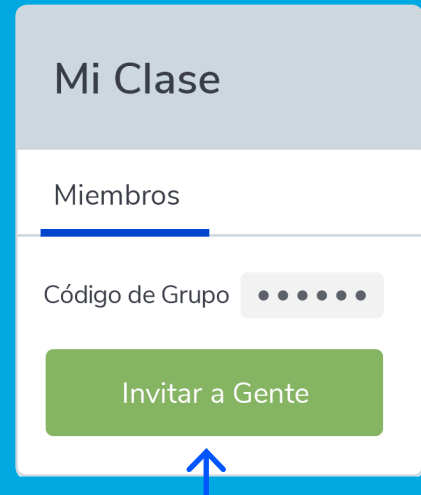 Mi Clase
Miembros
Código de Grupo ••••••
Invitar a Gente